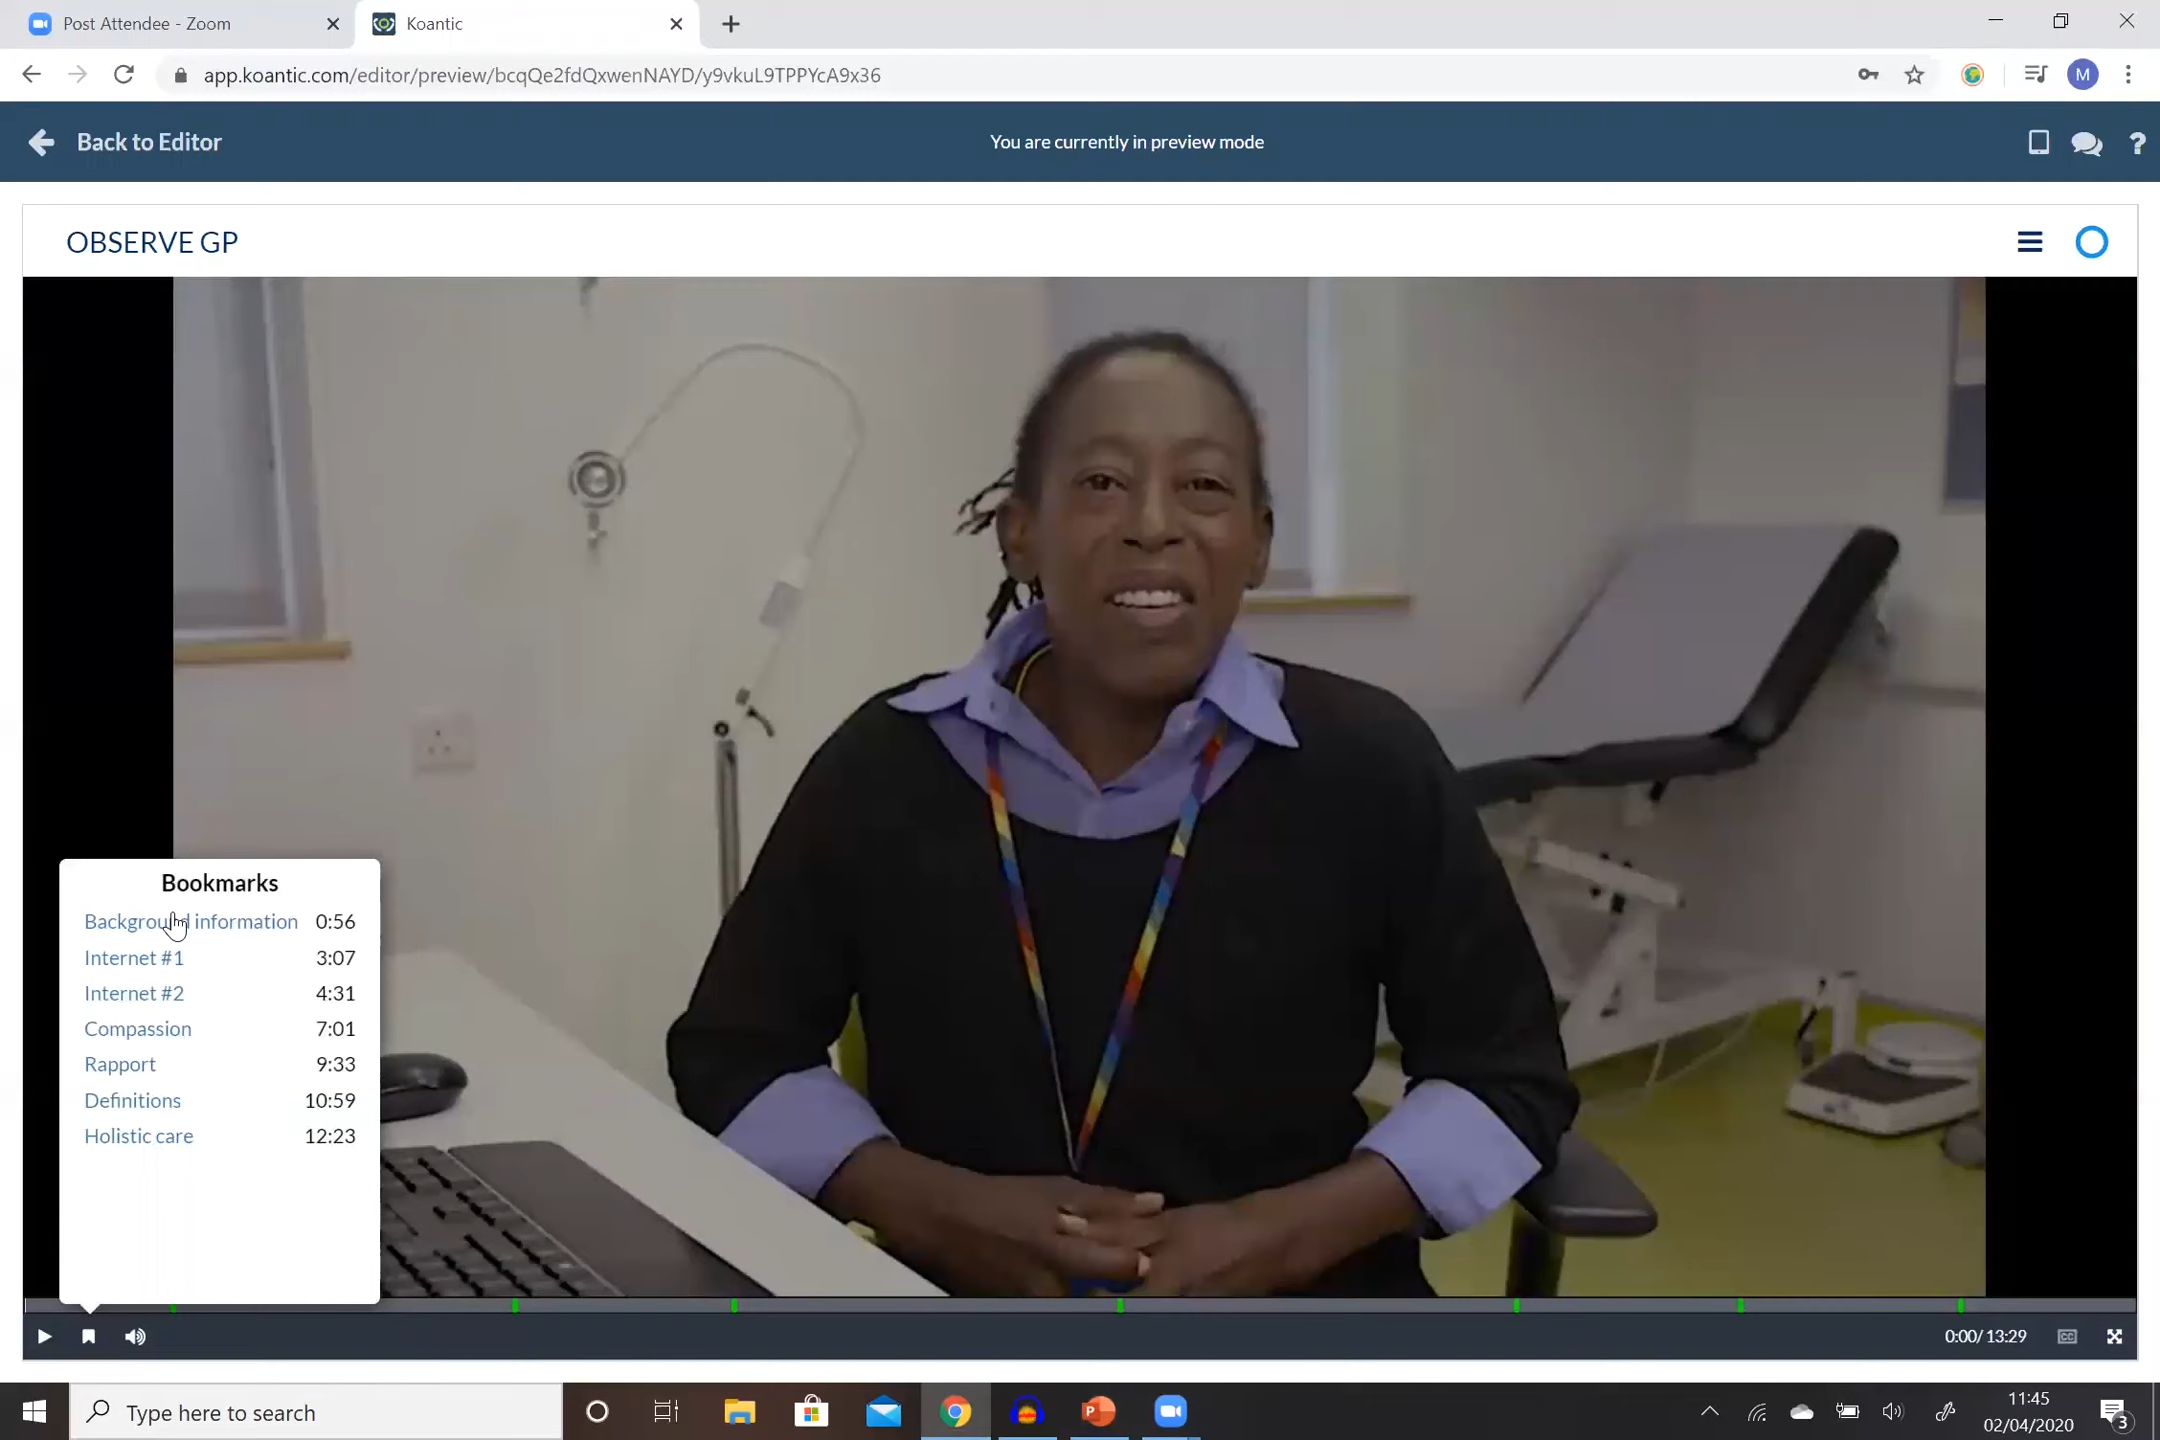 Post Attendee - Zoom
Koantic
app.koantic.com/editor/preview/bcqQe2fdQxwenNAYD/y9vkuL9TPPYcA9x36
M
Back to Editor
You are currently in preview mode
?
OBSERVE GP
Bookmarks
Background information 0:56
Internet #1 3:07
Internet #2 4:31
Compassion 7:01
Rapport 9:33
Definitions 10:59
Holistic care 12:23
0:00/ 13:29
CC
Type here to search
P
11:45
02/04/2020
3